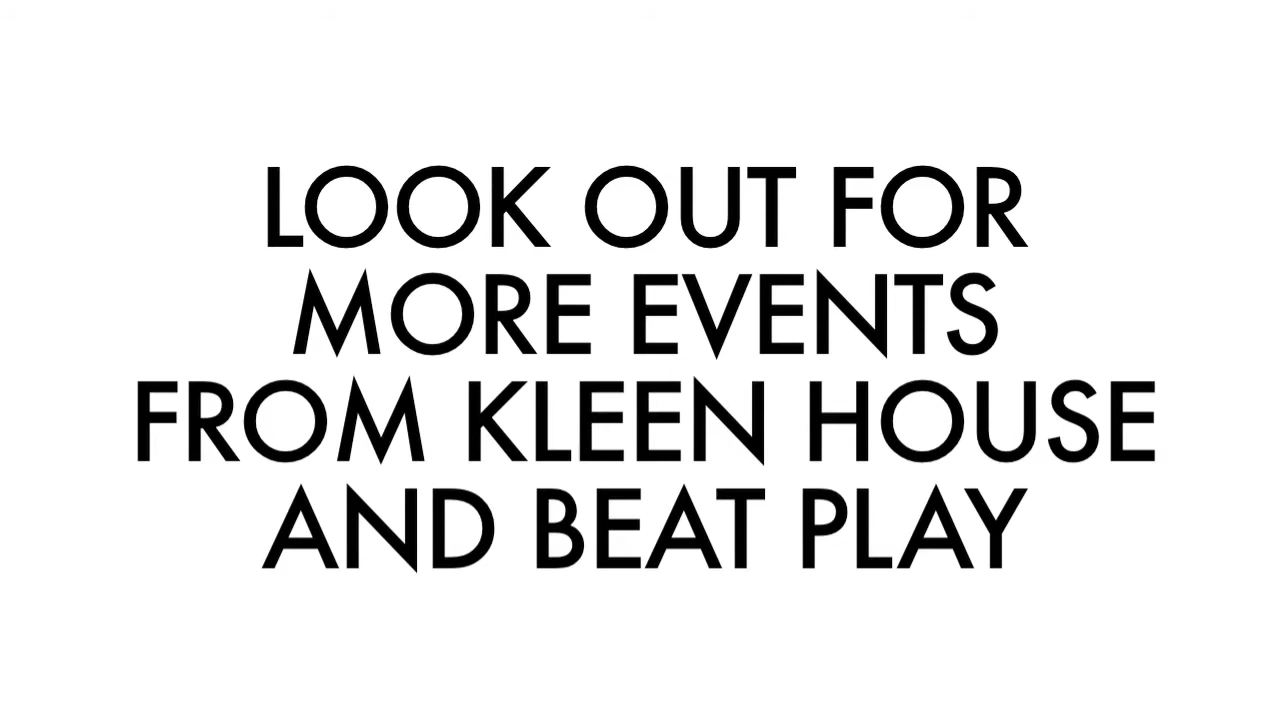 LOOK OUT FOR
MORE EVENTS
FROM KLEEN HOUSE
AND BEAT PLAY